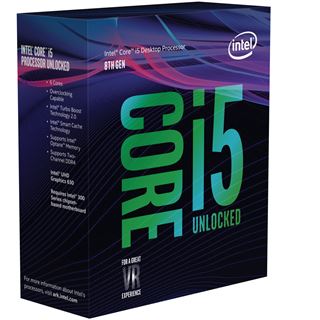 INTEL® CORE™ i5
PROCESSOR UNLOCKED
• 6 Cores
• Overclocking
Capable
• Intel® Turbo Boost
Technology 2.0
• Intel® Smart Cache
Technology
• Supports Intel®
Optane™ Memory
• Supports Two-
Channel DDR4
Intel® UHD
Graphics 630
Requires Intel® 300
Series chipset-
based motherboard
For more information about Intel's
processors, visit ark.intel.com
Intel® Core™ i5 Desktop Processor
8TH GEN
intel
CORE
i5
UNLOCKED
FOR A GREAT
VR
EXPERIENCE